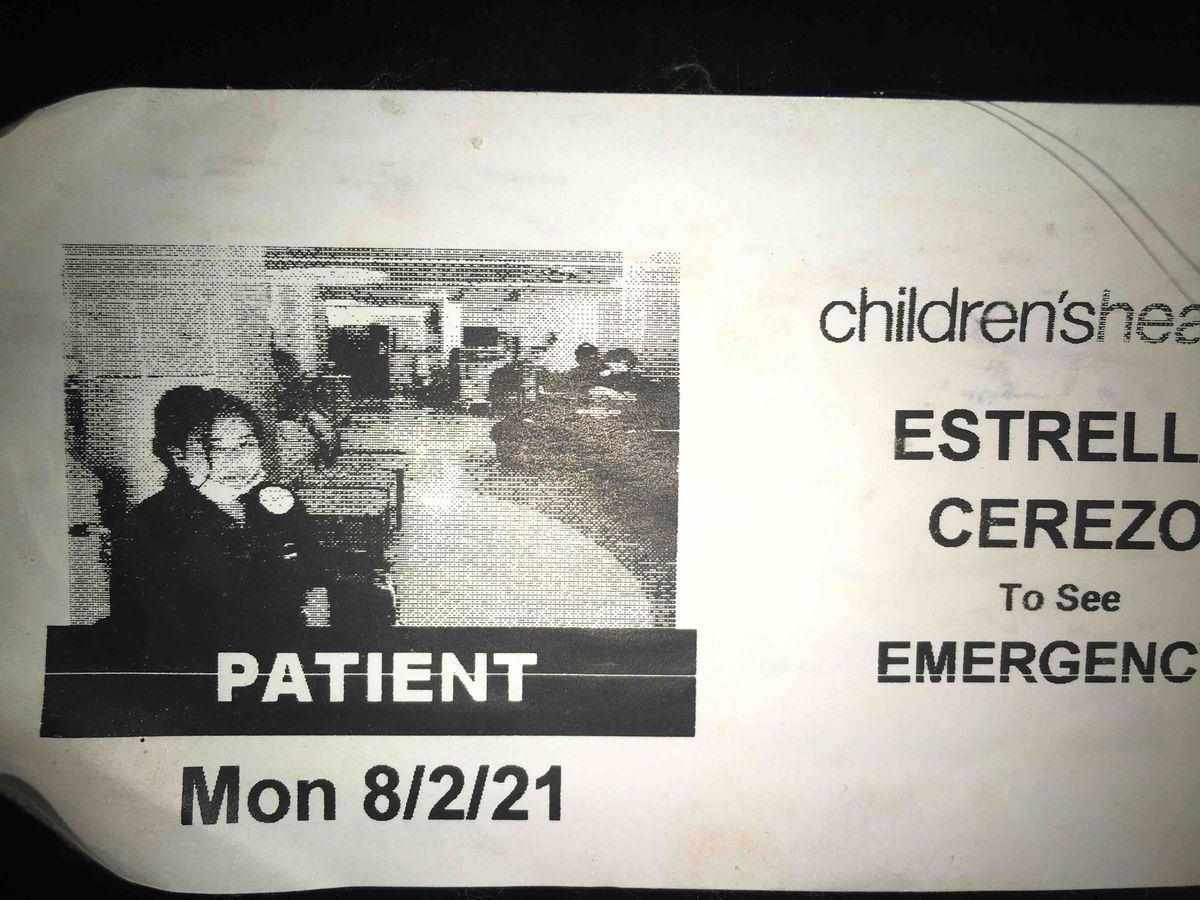 children'shea
ESTRELL
CEREZO
To See
EMERGENC
PATIENT
Mon 8/2/21